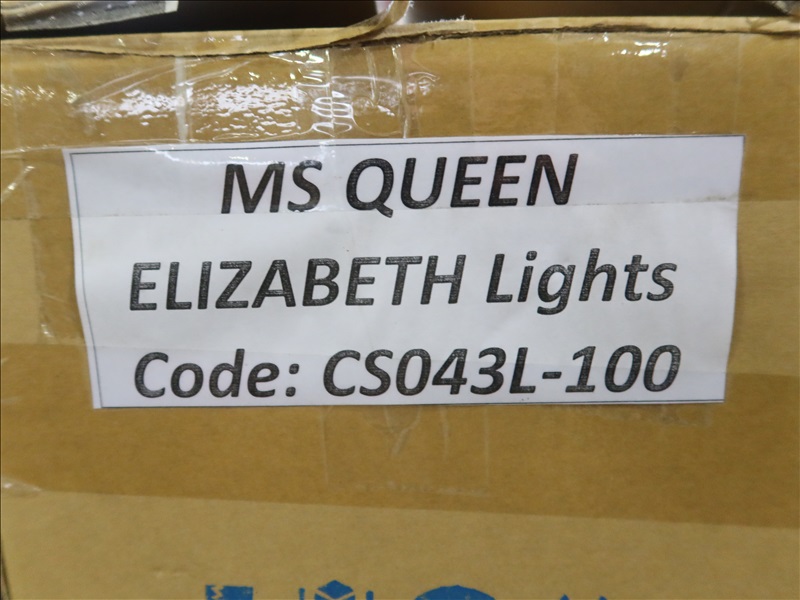 MS QUEEN
ELIZABETH Lights
Code: CS043L-100